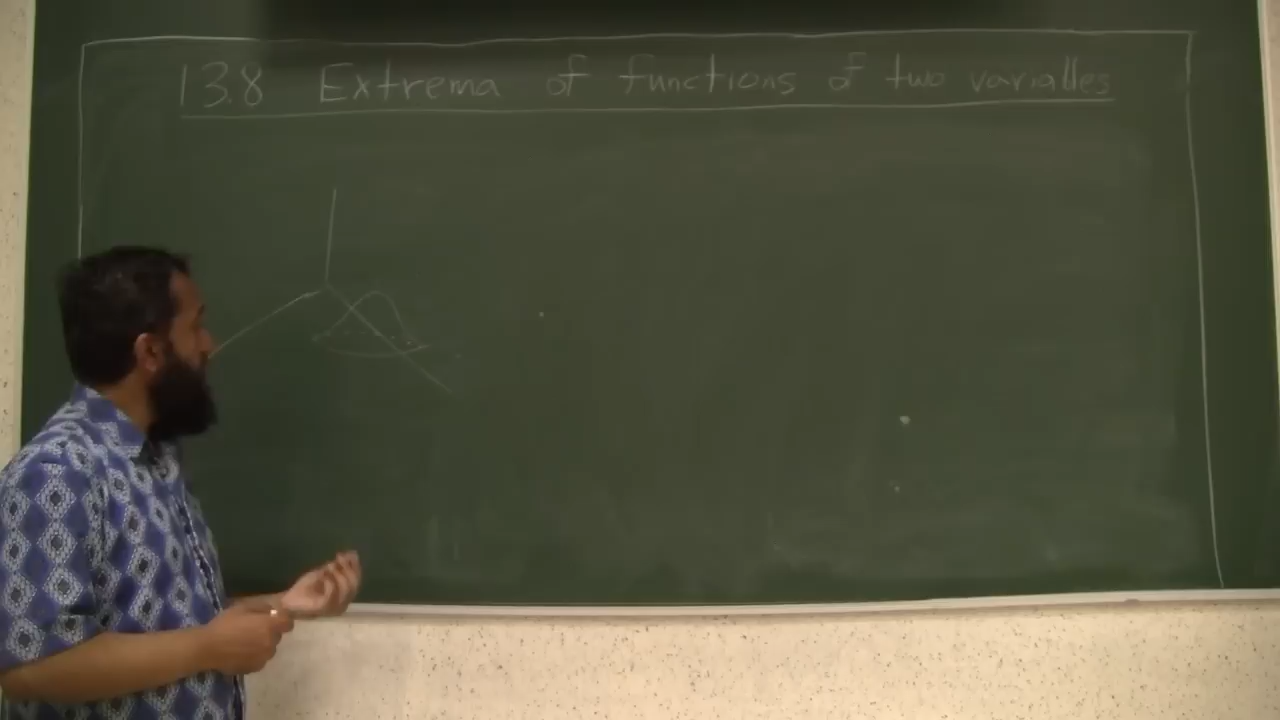 13.8 Extrema of functions of two variables